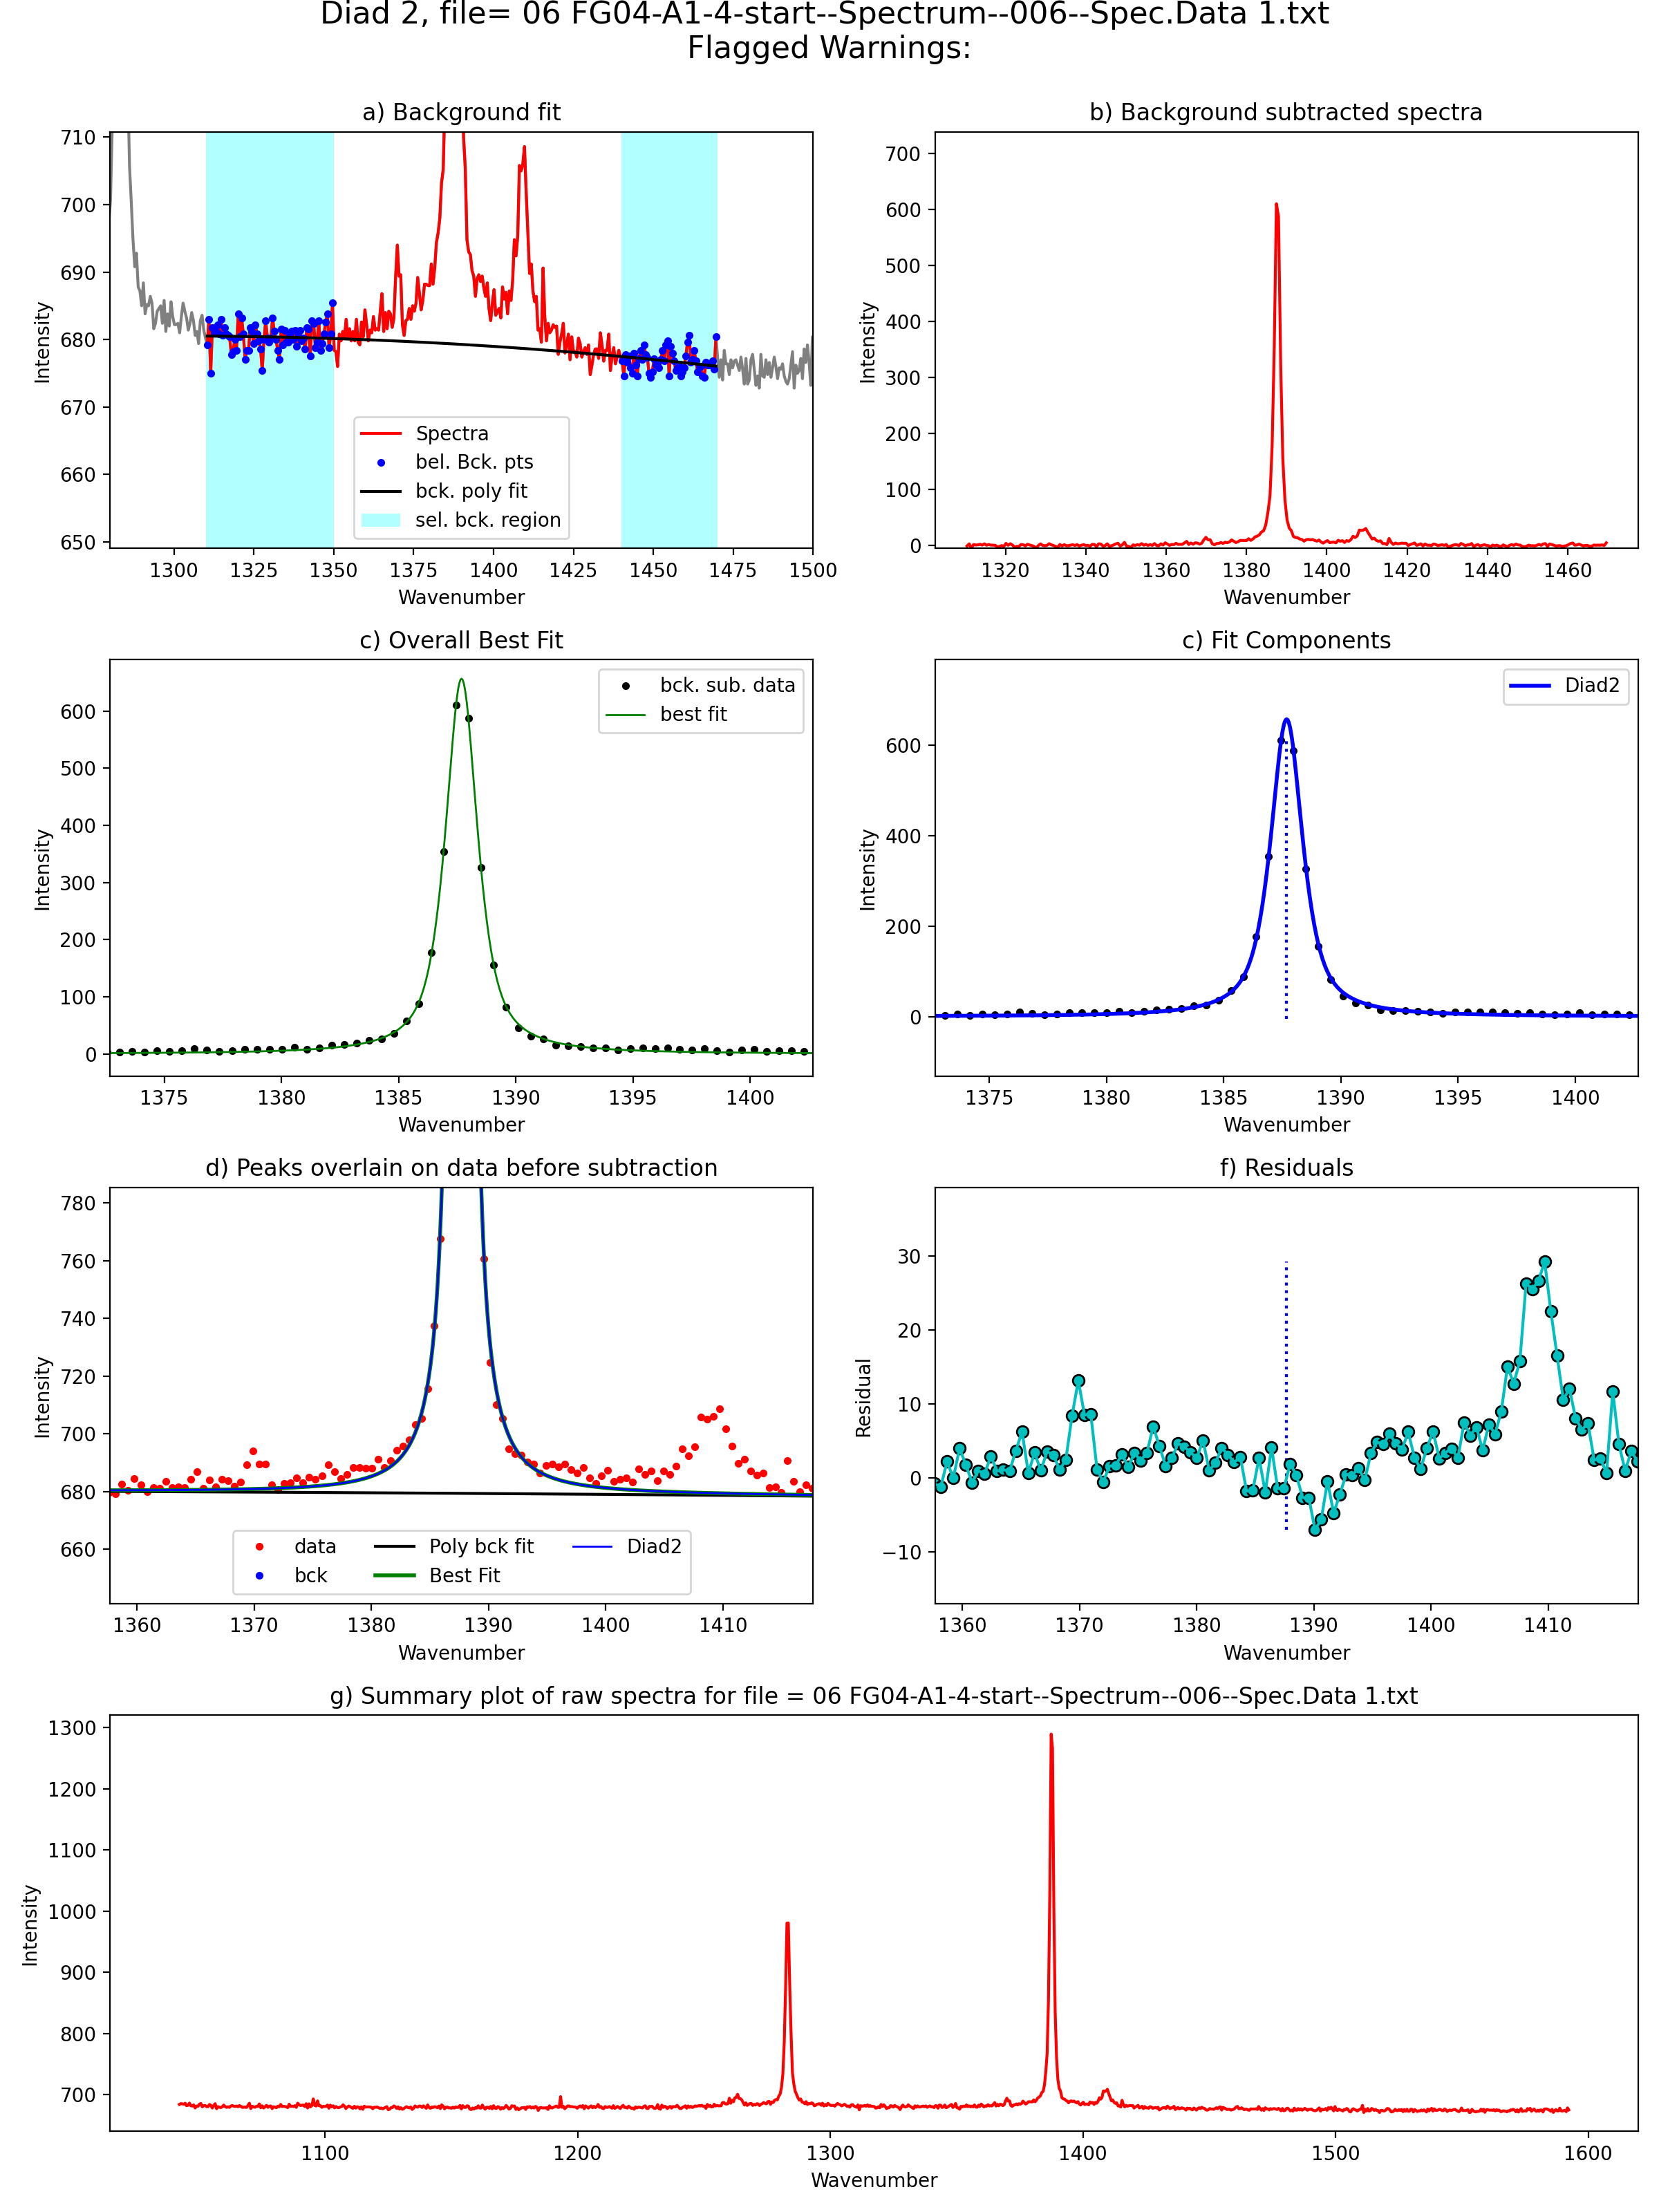 Diad 2, file= 06 FG04-A1-4-start--Spectrum--006--Spec.Data 1.txt
Flagged Warnings:
a) Background fit
710
700
690
680
670
660
650
Intensity
Spectra
bel. Bck. pts
bck. poly fit
sel. bck. region
1300 1325 1350 1375 1400 1425 1450 1475 1500
Wavenumber
b) Background subtracted spectra
700
600
500
400
300
200
100
0
Intensity
1320 1340 1360 1380 1400 1420 1440 1460
Wavenumber
c) Overall Best Fit
600
500
400
300
200
100
0
Intensity
bck. sub. data
best fit
1375 1380 1385 1390 1395 1400
Wavenumber
c) Fit Components
600
400
200
0
Intensity
Diad2
1375 1380 1385 1390 1395 1400
Wavenumber
d) Peaks overlain on data before subtraction
780
760
740
720
700
680
660
Intensity
data
bck
Poly bck fit
Best Fit
Diad2
1360 1370 1380 1390 1400 1410
Wavenumber
f) Residuals
30
20
10
0
−10
Residual
1360 1370 1380 1390 1400 1410
Wavenumber
g) Summary plot of raw spectra for file = 06 FG04-A1-4-start--Spectrum--006--Spec.Data 1.txt
1300
1200
1100
1000
900
800
700
Intensity
1100 1200 1300 1400 1500 1600
Wavenumber